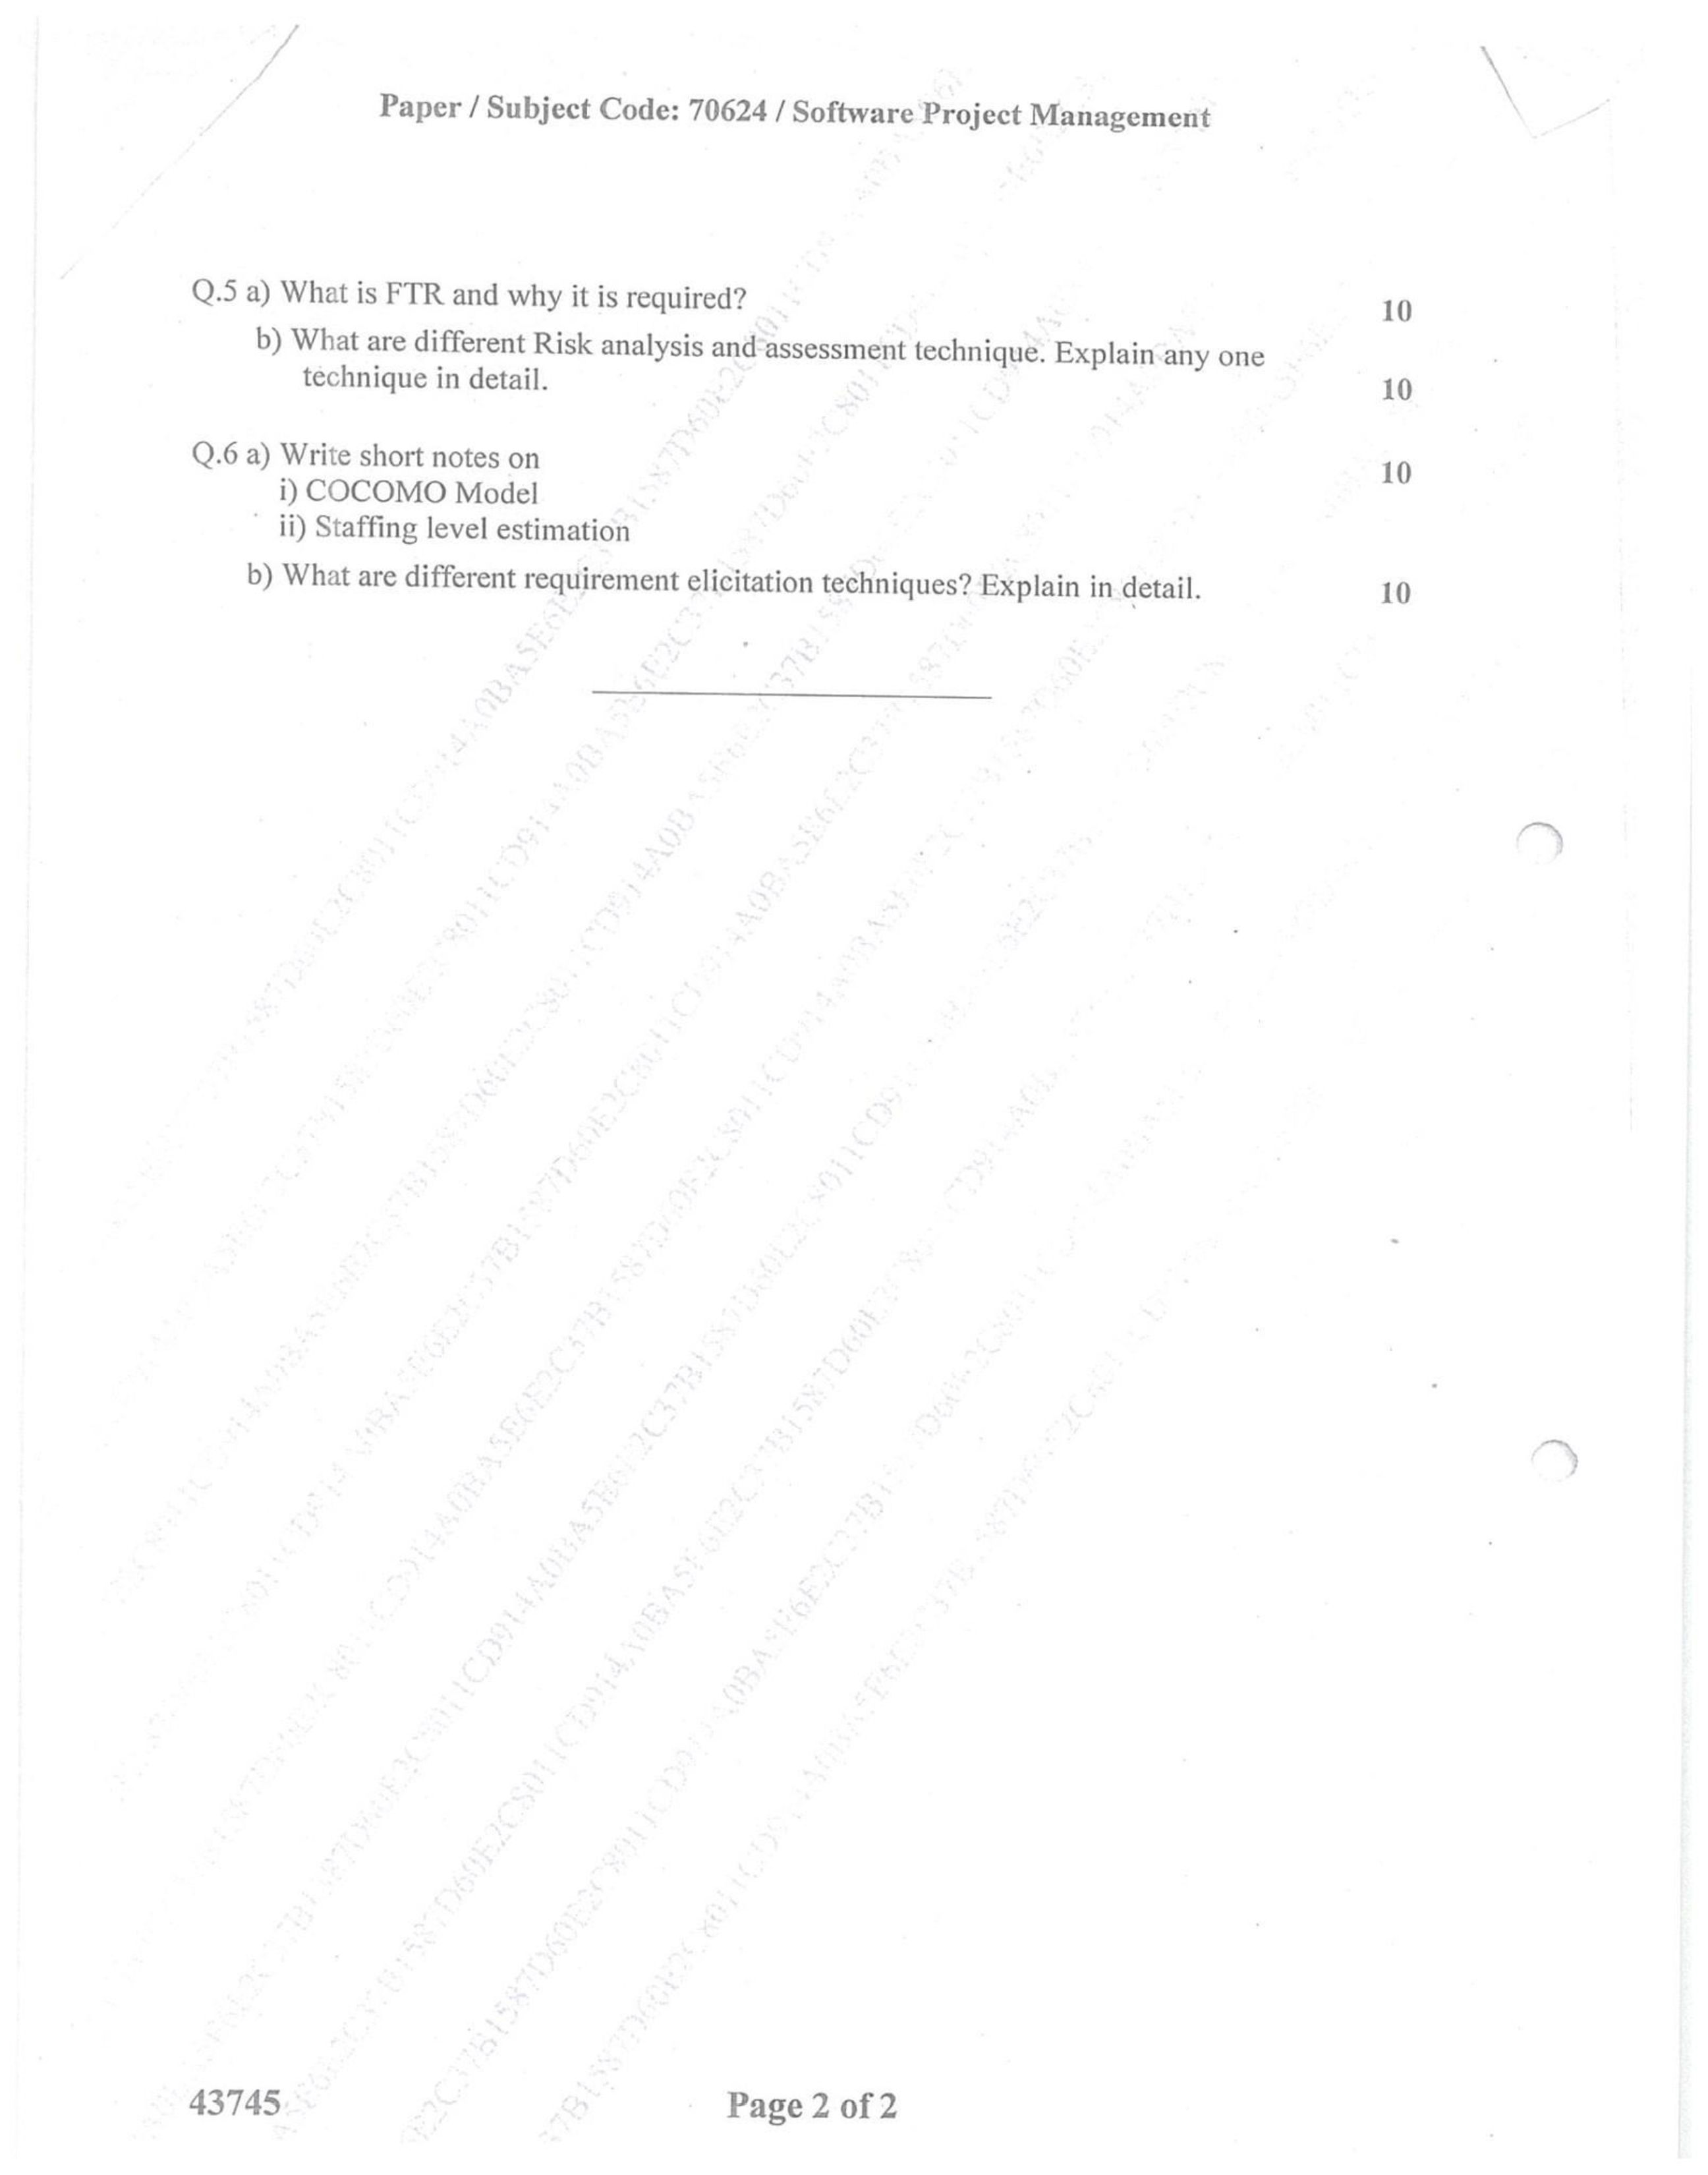 Paper / Subject Code: 70624 / Software Project Management
Q.5 a) What is FTR and why it is required? 10
b) What are different Risk analysis and assessment technique. Explain any one
technique in detail. 10
Q.6 a) Write short notes on 10
i) COCOMO Model
ii) Staffing level estimation
b) What are different requirement elicitation techniques? Explain in detail. 10
43745 Page 2 of 2